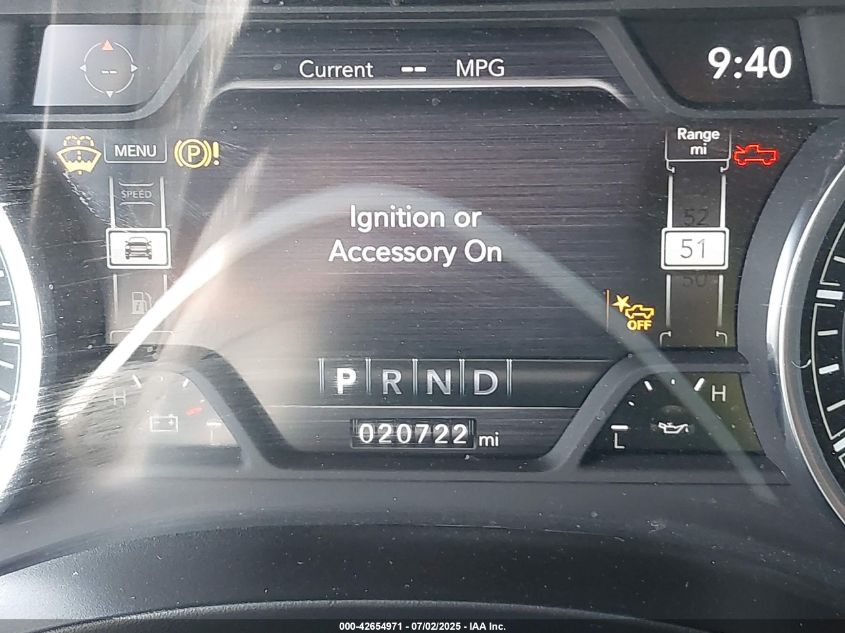 Current -- MPG
9:40
MENU
P !
Range
mi
SPEED
52
Ignition or
Accessory On
51
50
OFF
P R N D
H
H
020722 mi
L
000-42654971 - 07/02/2025 - IAA Inc.